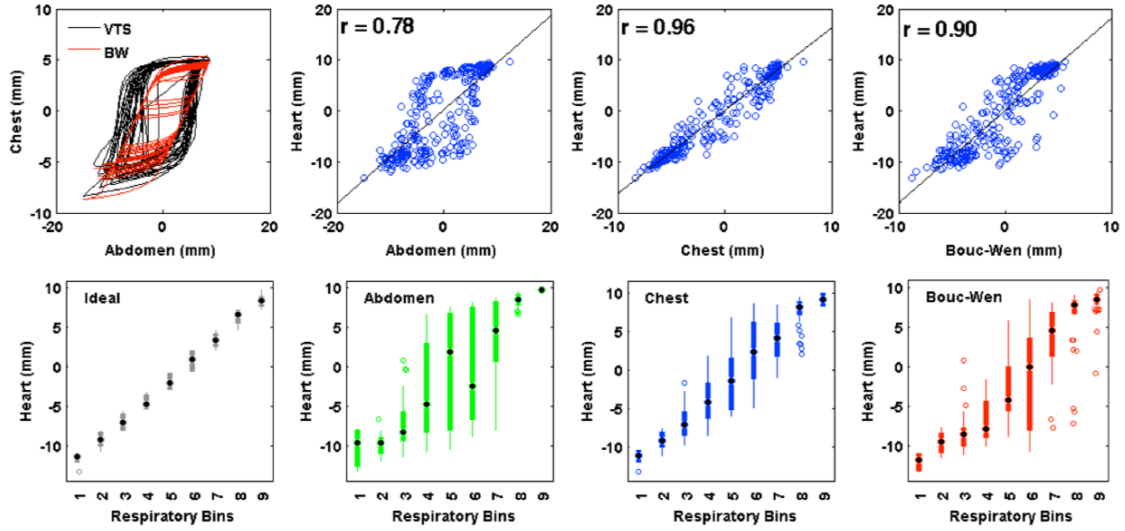 10
5
0
-5
-10
Chest (mm)
VTS
BW
-20
0
20
Abdomen (mm)
20
10
0
-10
-20
Heart (mm)
r = 0.78
-20
0
20
Abdomen (mm)
20
10
0
-10
-20
Heart (mm)
r = 0.96
-10
0
10
Chest (mm)
20
10
0
-10
-20
Heart (mm)
r = 0.90
-10
0
10
Bouc-Wen (mm)
10
5
0
-5
-10
Heart (mm)
Ideal
1 2 3 4 5 6 7 8 9
Respiratory Bins
10
5
0
-5
-10
Heart (mm)
Abdomen
1 2 3 4 5 6 7 8 9
Respiratory Bins
10
5
0
-5
-10
Heart (mm)
Chest
1 2 3 4 5 6 7 8 9
Respiratory Bins
10
5
0
-5
-10
Heart (mm)
Bouc-Wen
1 2 3 4 5 6 7 8 9
Respiratory Bins